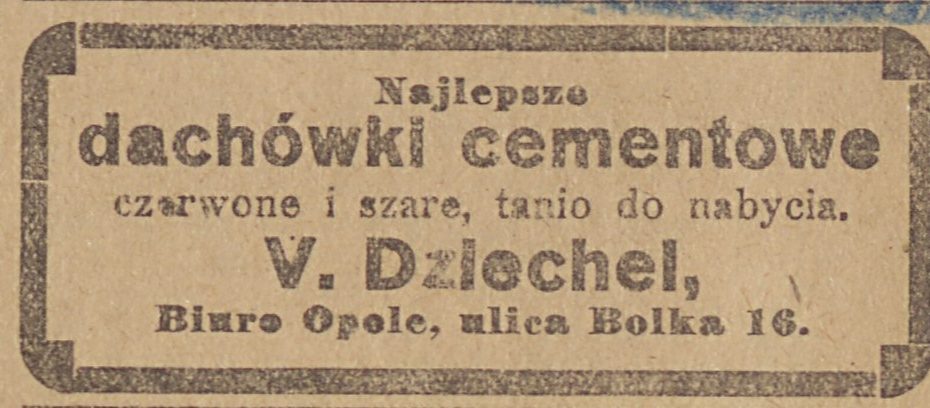 Najlepsze
dachówki cementowe
czerwone i szare, tanio do nabycia.
V. Dziechel,
Biuro Opole, ulica Bolka 16.